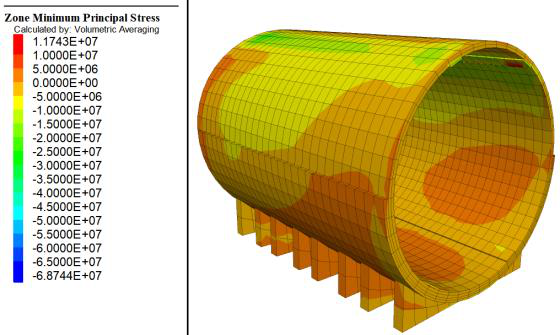 Zone Minimum Principal Stress
Calculated by: Volumetric Averaging
1.1743E+07
1.0000E+07
5.0000E+06
0.0000E+00
-5.0000E+06
-1.0000E+07
-1.5000E+07
-2.0000E+07
-2.5000E+07
-3.0000E+07
-3.5000E+07
-4.0000E+07
-4.5000E+07
-5.0000E+07
-5.5000E+07
-6.0000E+07
-6.5000E+07
-6.8744E+07